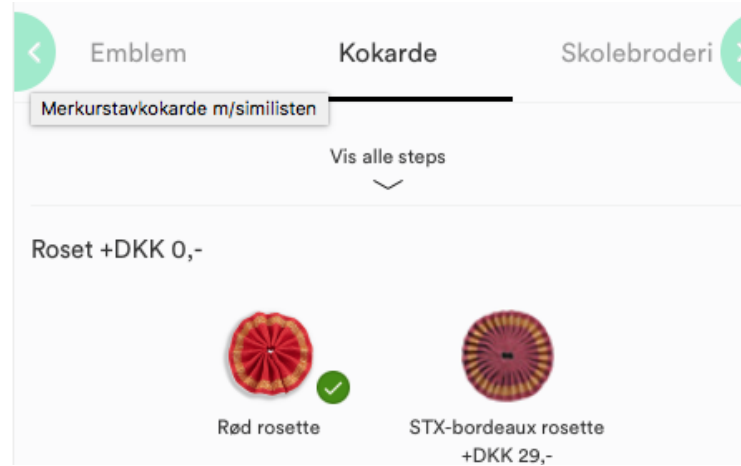 Emblem
Kokarde
Skolebroderi
Merkurstavkokarde m/similisten
Vis alle steps
Roset +DKK 0,-
Rød rosette
STX-bordeaux rosette
+DKK 29,-